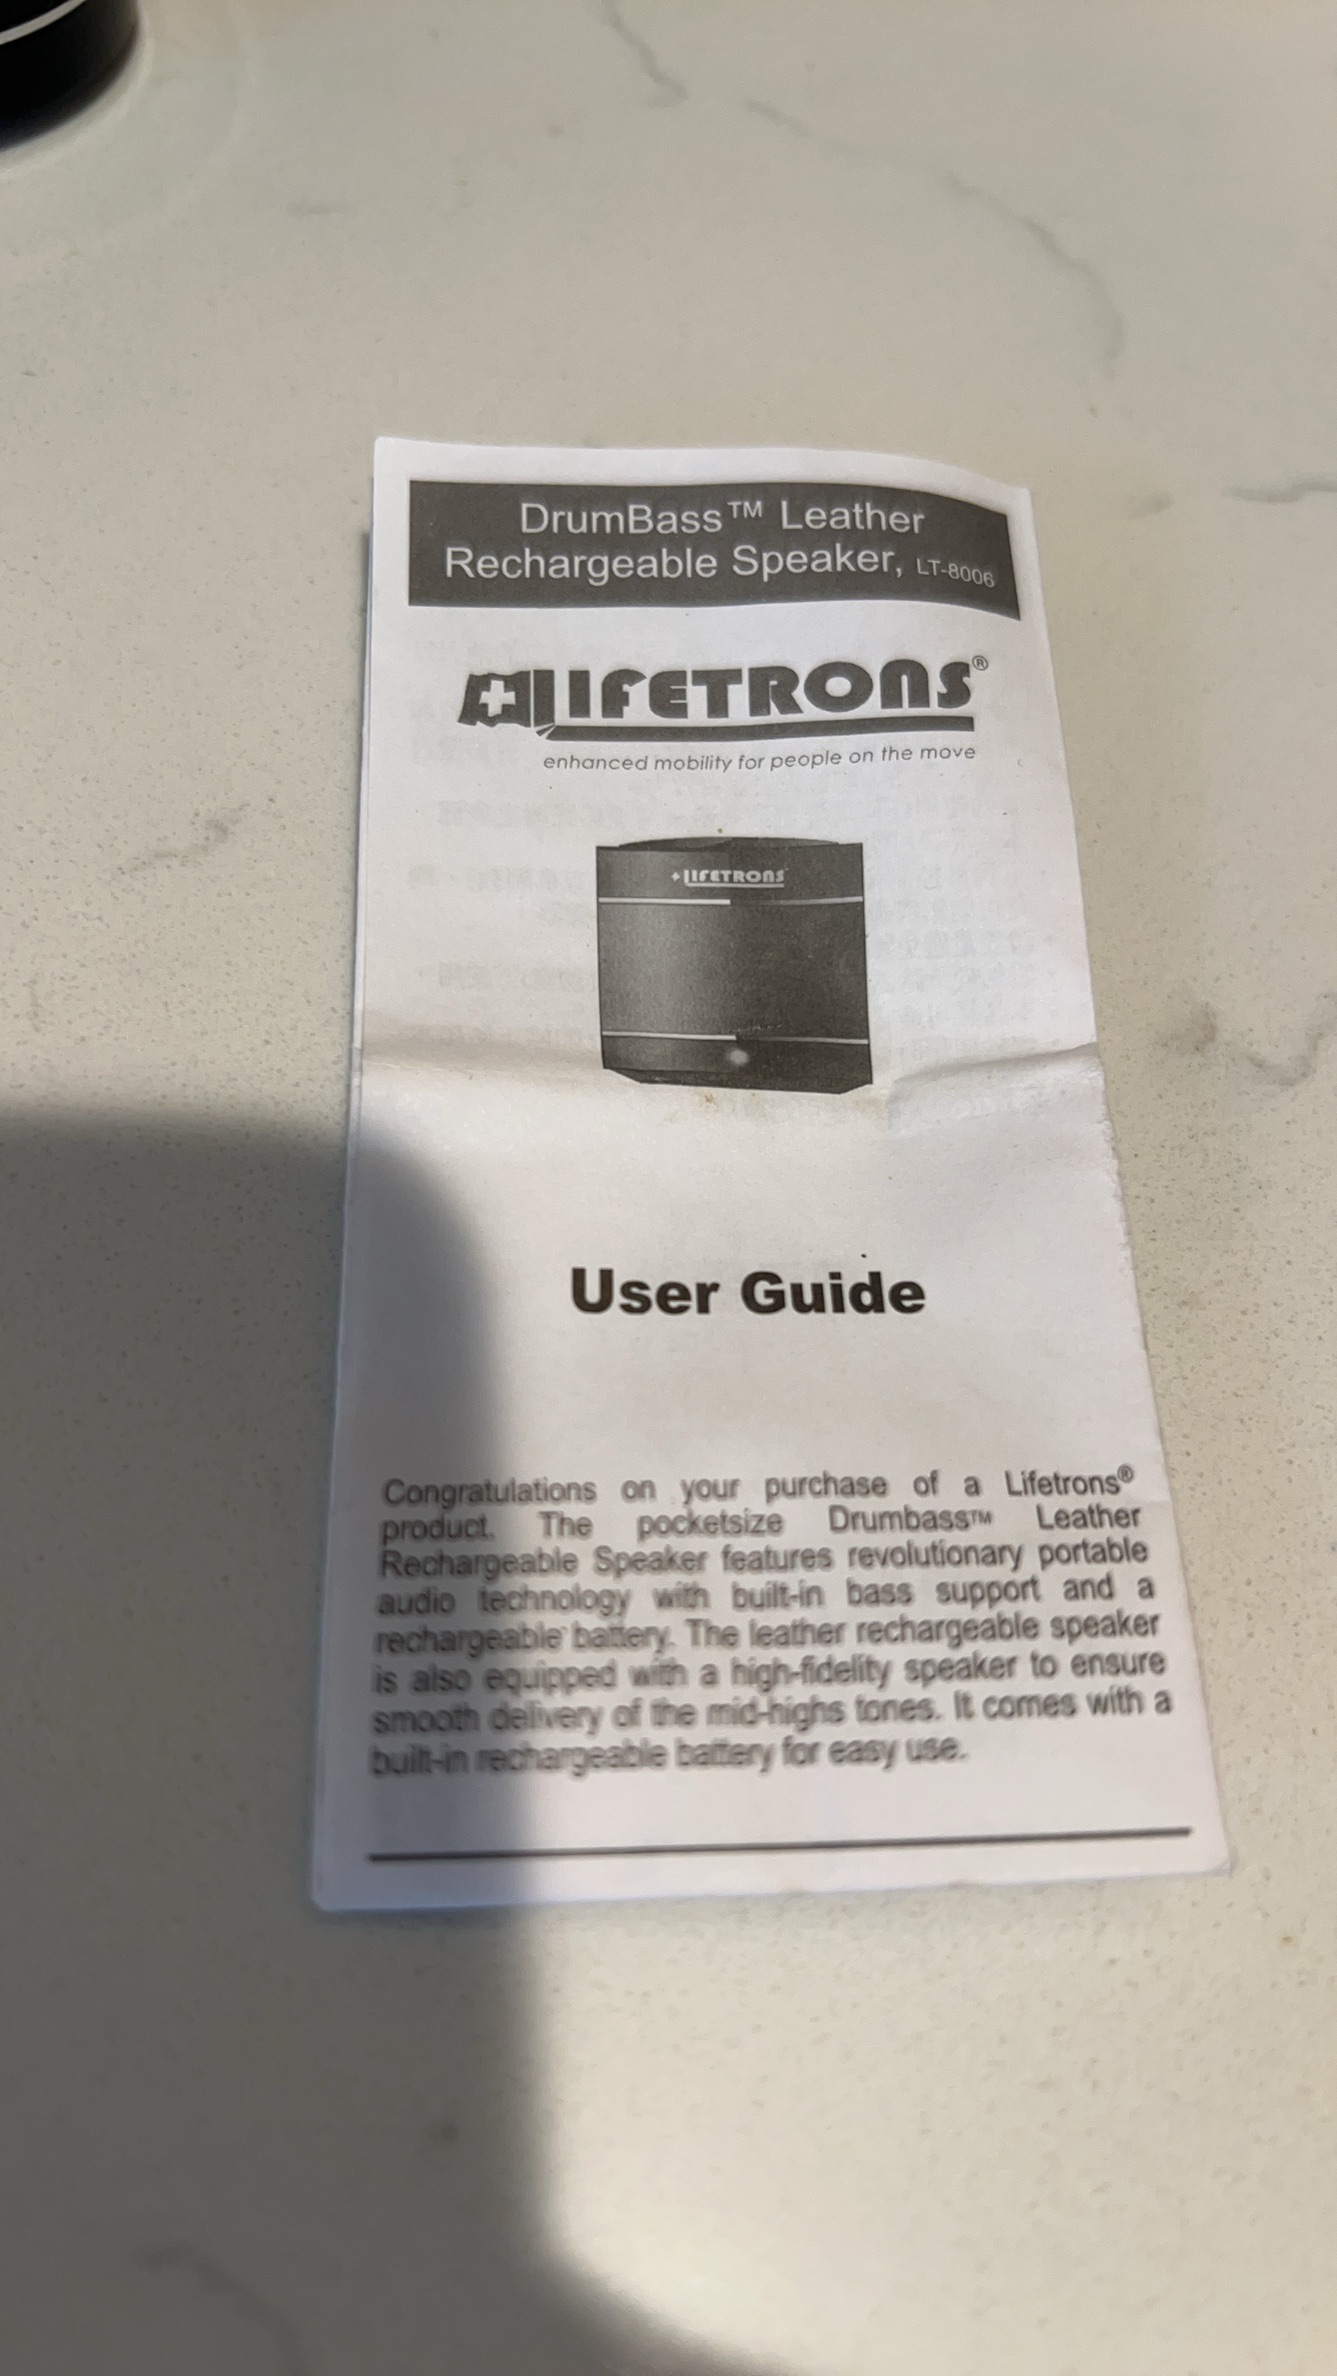 DrumBass™ Leather
Rechargeable Speaker, LT-8006
LIFETRONS®
enhanced mobility for people on the move
LIFETRONS
User Guide
Congratulations on your purchase of a Lifetrons®
product. The pocketsize Drumbass™ Leather
Rechargeable Speaker features revolutionary portable
audio technology with built-in bass support and a
rechargeable battery. The leather rechargeable speaker
is also equipped with a high-fidelity speaker to ensure
smooth delivery of the mid-highs tones. It comes with a
built-in rechargeable battery for easy use.